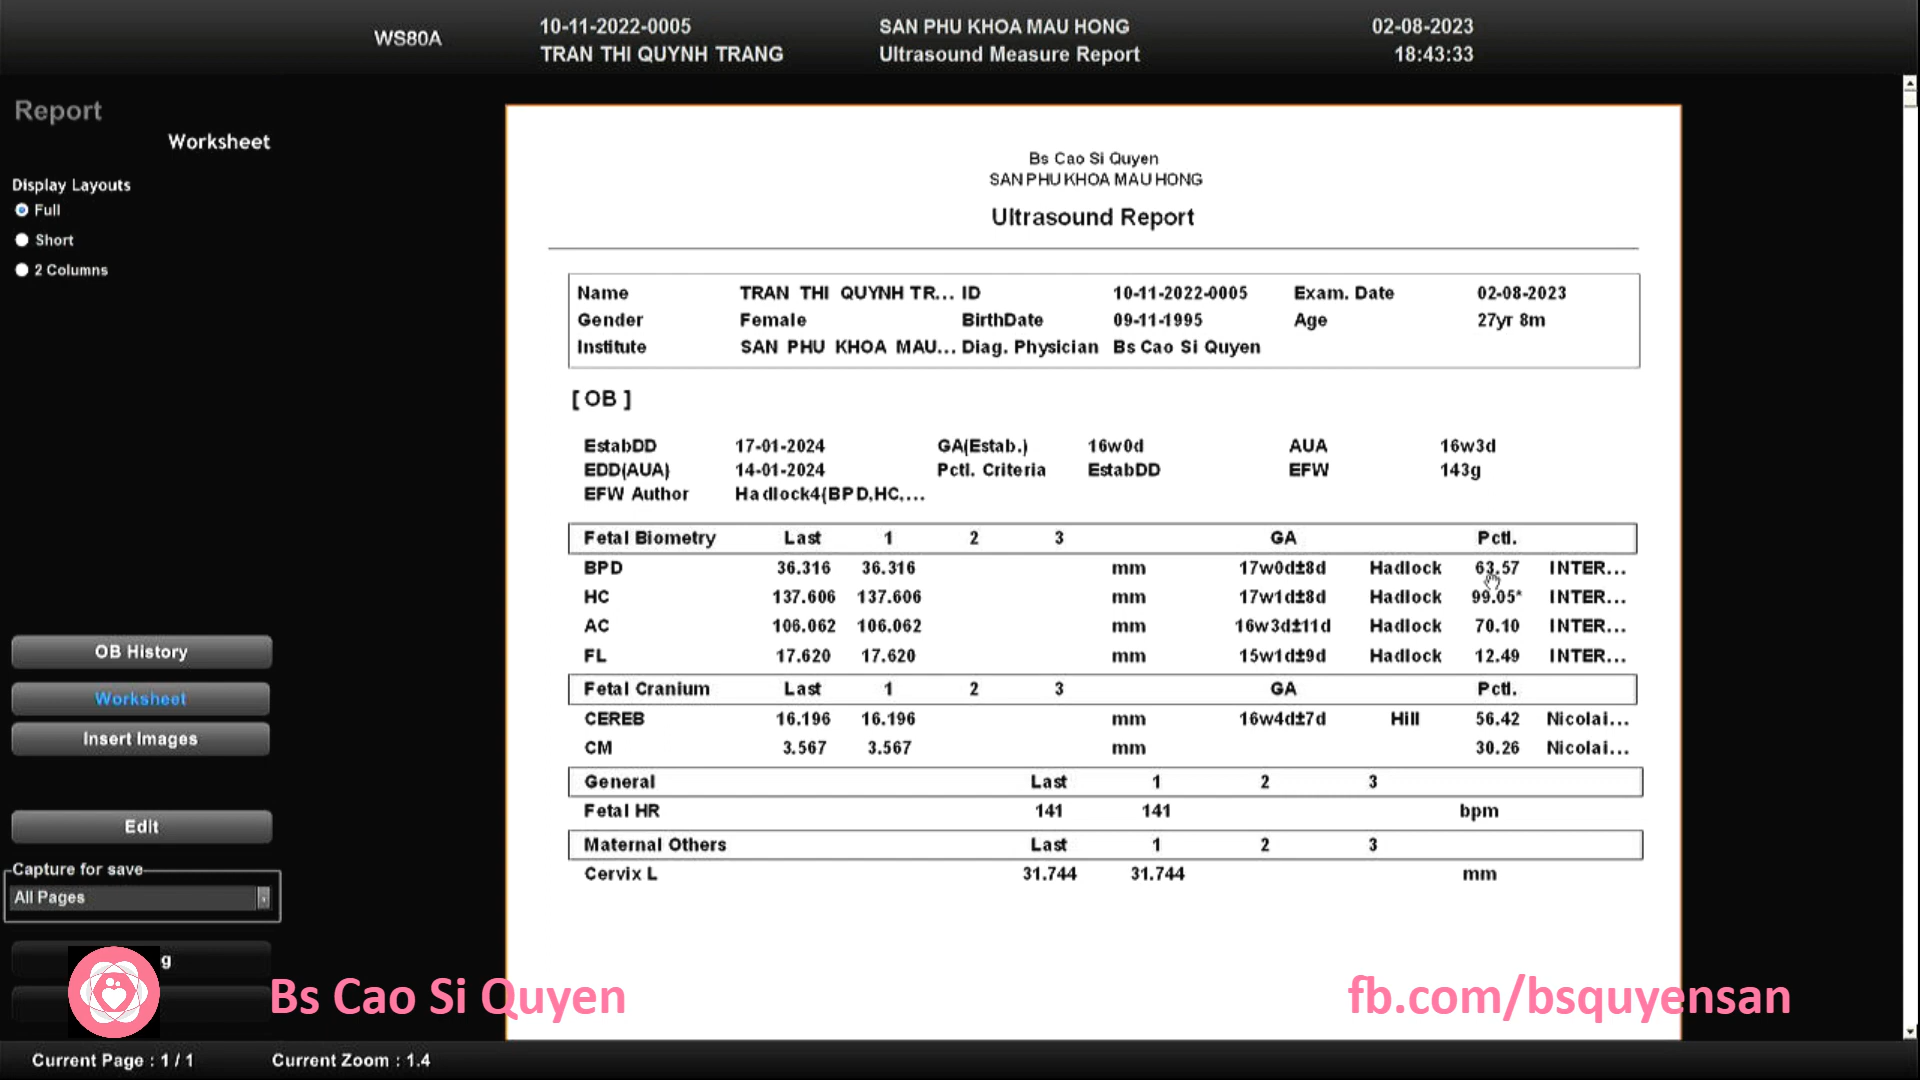 WS80A
10-11-2022-0005
TRAN THI QUYNH TRANG
SAN PHU KHOA MAU HONG
Ultrasound Measure Report
02-08-2023
18:43:33
Report
Worksheet
Display Layouts
Full
Short
2 Columns
OB History
Worksheet
Insert Images
Edit
Capture for save
All Pages
Bs Cao Si Quyen
SAN PHU KHOA MAU HONG
Ultrasound Report
Name TRAN THI QUYNH TR... ID 10-11-2022-0005 Exam. Date 02-08-2023
Gender Female BirthDate 09-11-1995 Age 27yr 8m
Institute SAN PHU KHOA MAU... Diag. Physician Bs Cao Si Quyen
[ OB ]
EstabDD 17-01-2024 GA(Estab.) 16w0d AUA 16w3d
EDD(AUA) 14-01-2024 Pctl. Criteria EstabDD EFW 143g
EFW Author Hadlock4(BPD,HC,...
Fetal Biometry Last 1 2 3 GA Pctl.
BPD 36.316 36.316 mm 17w0d±8d Hadlock 63.57 INTER...
HC 137.606 137.606 mm 17w1d±8d Hadlock 99.05* INTER...
AC 106.062 106.062 mm 16w3d±11d Hadlock 70.10 INTER...
FL 17.620 17.620 mm 15w1d±9d Hadlock 12.49 INTER...
Fetal Cranium Last 1 2 3 GA Pctl.
CEREB 16.196 16.196 mm 16w4d±7d Hill 56.42 Nicolai...
CM 3.567 3.567 mm 30.26 Nicolai...
General Last 1 2 3
Fetal HR 141 141 bpm
Maternal Others Last 1 2 3
Cervix L 31.744 31.744 mm
Bs Cao Si Quyen
fb.com/bsquyensan
Current Page : 1 / 1
Current Zoom : 1.4